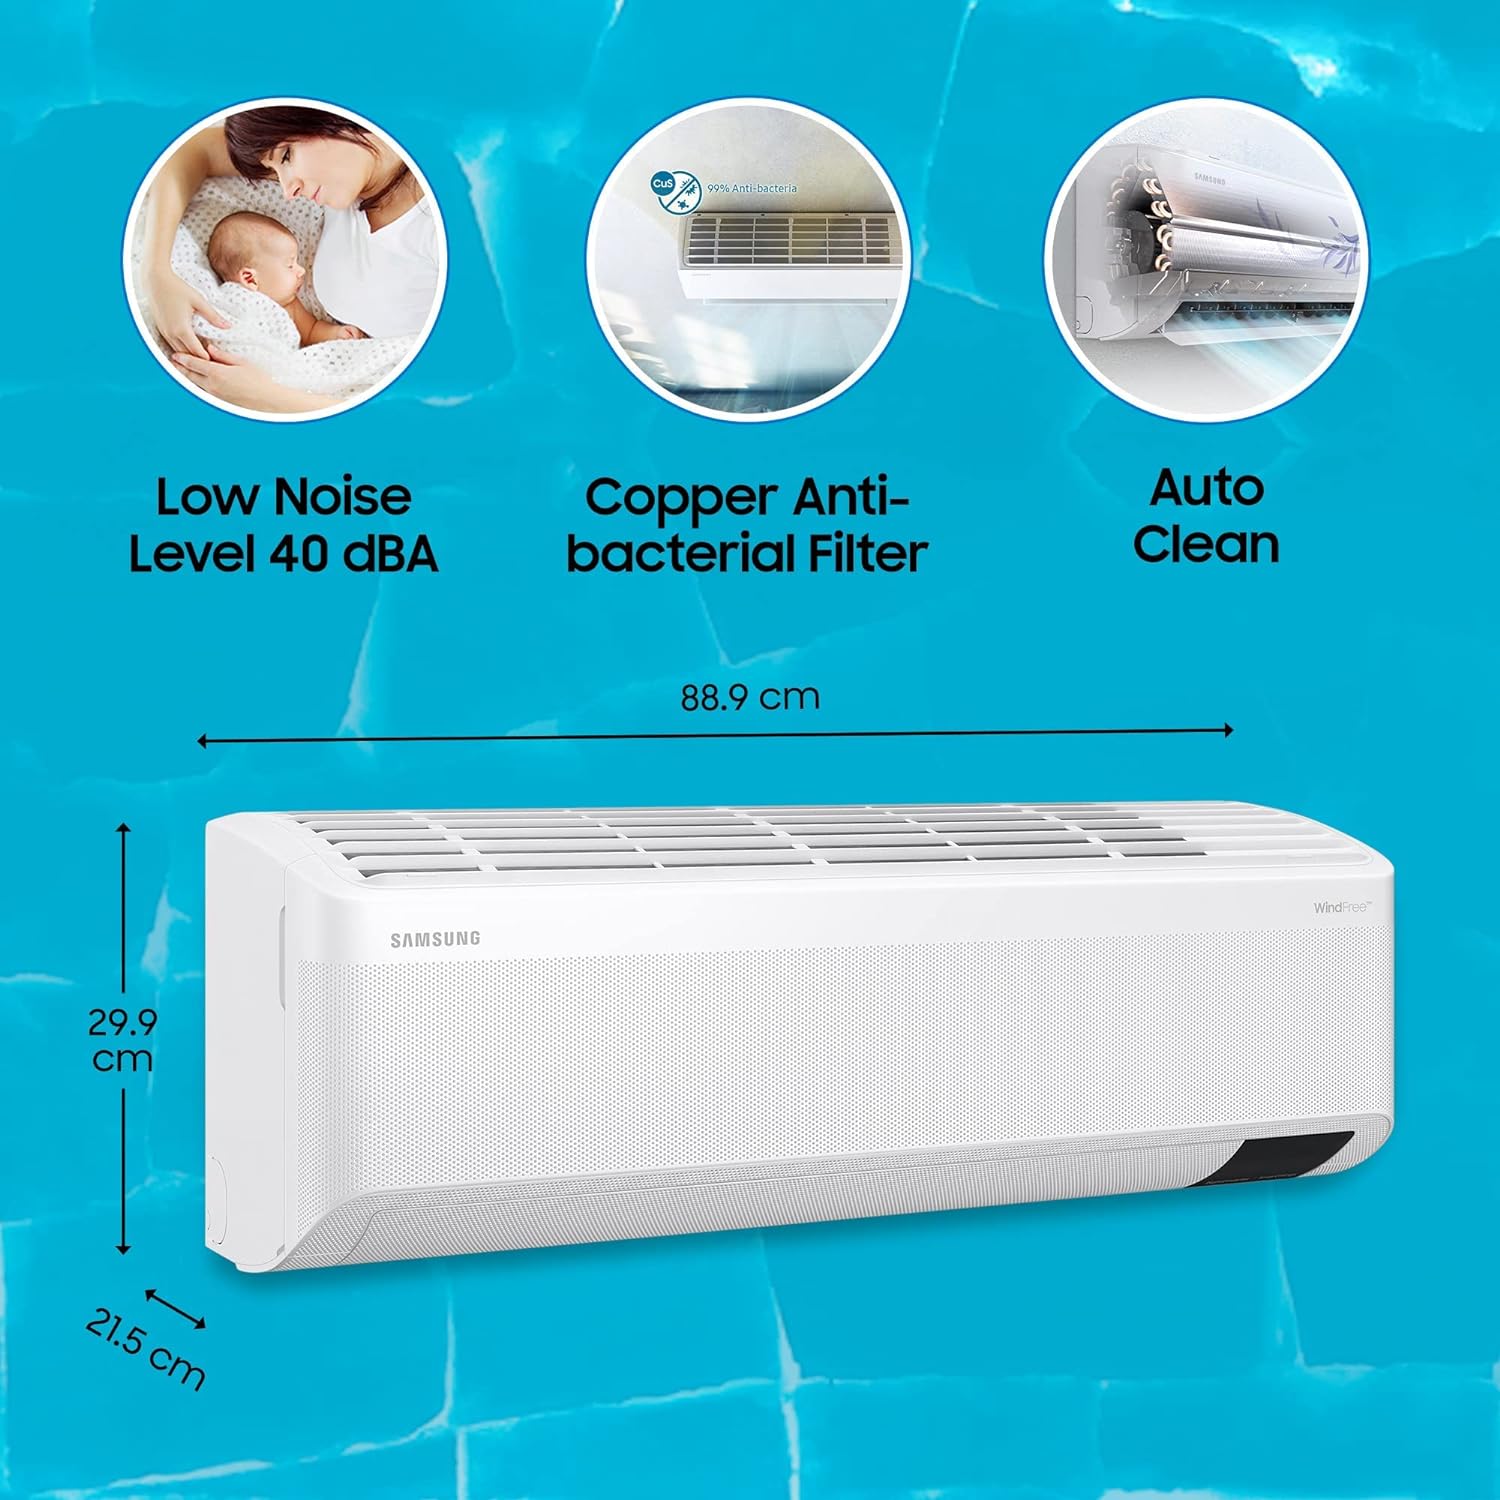 CuS
99% Anti-bacteria
SAMSUNG
Low Noise
Level 40 dBA
Copper Anti-
bacterial Filter
Auto
Clean
88.9 cm
WindFree™
SAMSUNG
29.9
cm
21.5 cm